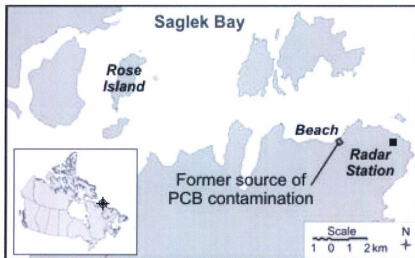 Saglek Bay
Rose
Island
Beach
Radar
Station
Former source of
PCB contamination
Scale
1 0 1 2 km
N